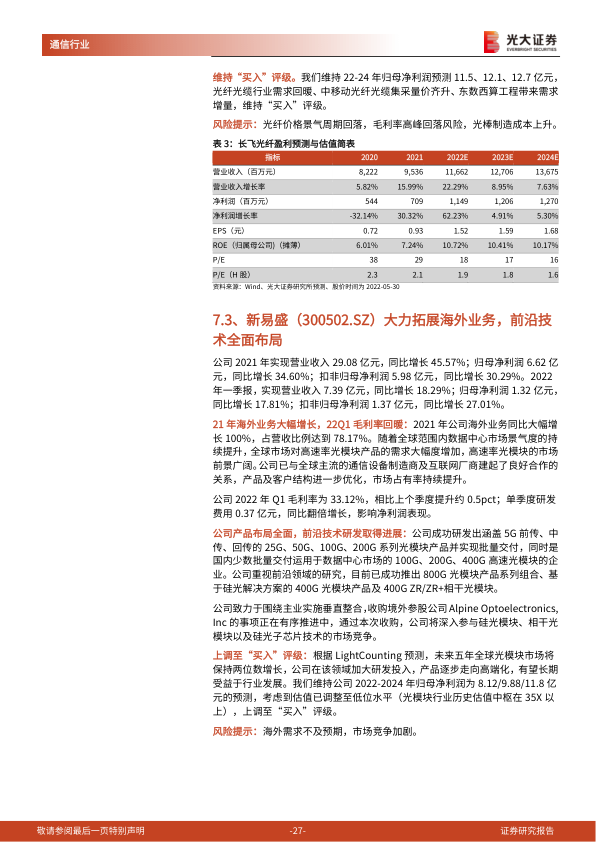 通信行业
光大证券
EVERBRIGHT SECURITIES
维持“买入”评级。我们维持 22-24 年归母净利润预测 11.5、12.1、12.7 亿元,
光纤光缆行业需求回暖、中移动光纤光缆集采量价齐升、东数西算工程带来需求
增量，维持“买入”评级。
风险提示：光纤价格景气周期回落，毛利率高峰回落风险，光棒制造成本上升。
表 3：长飞光纤盈利预测与估值简表
指标 2020 2021 2022E 2023E 2024E
营业收入（百万元） 8,222 9,536 11,662 12,706 13,675
营业收入增长率 5.82% 15.99% 22.29% 8.95% 7.63%
净利润（百万元） 544 709 1,149 1,206 1,270
净利润增长率 -32.14% 30.32% 62.23% 4.91% 5.30%
EPS（元） 0.72 0.93 1.52 1.59 1.68
ROE（归属母公司)（摊薄） 6.01% 7.24% 10.72% 10.41% 10.17%
P/E 38 29 18 17 16
P/E（H 股） 2.3 2.1 1.9 1.8 1.6
资料来源：Wind、光大证券研究所预测、股价时间为 2022-05-30
7.3、新易盛（300502.SZ）大力拓展海外业务，前沿技
术全面布局
公司 2021 年实现营业收入 29.08 亿元，同比增长 45.57%；归母净利润 6.62 亿
元，同比增长 34.60%；扣非归母净利润 5.98 亿元，同比增长 30.29%。2022
年一季报，实现营业收入 7.39 亿元，同比增长 18.29%；归母净利润 1.32 亿元，
同比增长 17.81%；扣非归母净利润 1.37 亿元，同比增长 27.01%。
21 年海外业务大幅增长，22Q1 毛利率回暖：2021 年公司海外业务同比大幅增
长 100%，占营收比例达到 78.17%。随着全球范围内数据中心市场景气度的持
续提升，全球市场对高速率光模块产品的需求大幅度增加，高速率光模块的市场
前景广阔。公司已与全球主流的通信设备制造商及互联网厂商建起了良好合作的
关系，产品及客户结构进一步优化，市场占有率持续提升。
公司 2022 年 Q1 毛利率为 33.12%，相比上个季度提升约 0.5pct；单季度研发
费用 0.37 亿元，同比翻倍增长，影响净利润表现。
公司产品布局全面，前沿技术研发取得进展：公司成功研发出涵盖 5G 前传、中
传、回传的 25G、50G、100G、200G 系列光模块产品并实现批量交付，同时是
国内少数批量交付运用于数据中心市场的 100G、200G、400G 高速光模块的企
业。公司重视前沿领域的研究，目前已成功推出 800G 光模块产品系列组合、基
于硅光解决方案的 400G 光模块产品及 400G ZR/ZR+相干光模块。
公司致力于围绕主业实施垂直整合，收购境外参股公司 Alpine Optoelectronics,
Inc 的事项正在有序推进中，通过本次收购，公司将深入参与硅光模块、相干光
模块以及硅光子芯片技术的市场竞争。
上调至“买入”评级：根据 LightCounting 预测，未来五年全球光模块市场将
保持两位数增长，公司在该领域加大研发投入，产品逐步走向高端化，有望长期
受益于行业发展。我们维持公司 2022-2024 年归母净利润为 8.12/9.88/11.8 亿
元的预测，考虑到估值已调整至低位水平（光模块行业历史估值中枢在 35X 以
上），上调至“买入”评级。
风险提示：海外需求不及预期，市场竞争加剧。
敬请参阅最后一页特别声明
-27-
证券研究报告